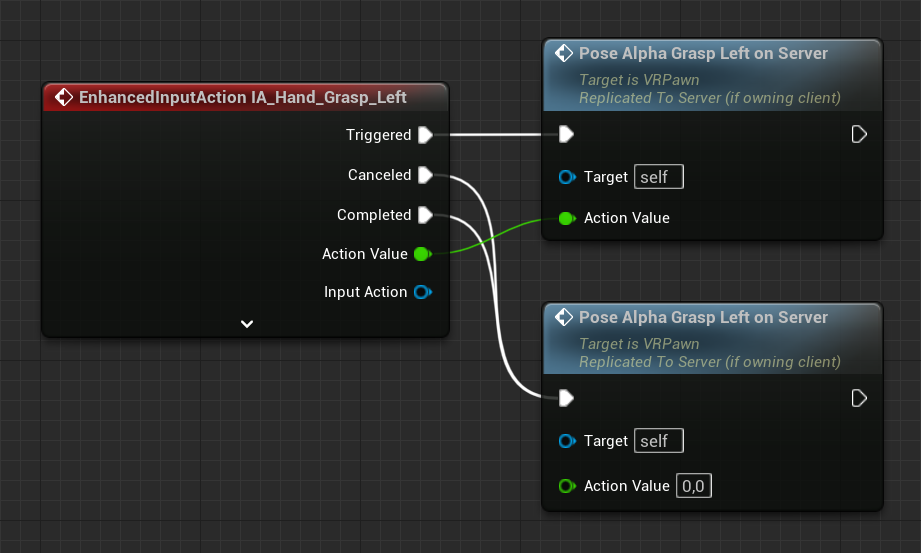 EnhancedInputAction IA_Hand_Grasp_Left
Triggered
Canceled
Completed
Action Value
Input Action
Pose Alpha Grasp Left on Server
Target is VRPawn
Replicated To Server (if owning client)
Target self
Action Value
Pose Alpha Grasp Left on Server
Target is VRPawn
Replicated To Server (if owning client)
Target self
Action Value 0,0